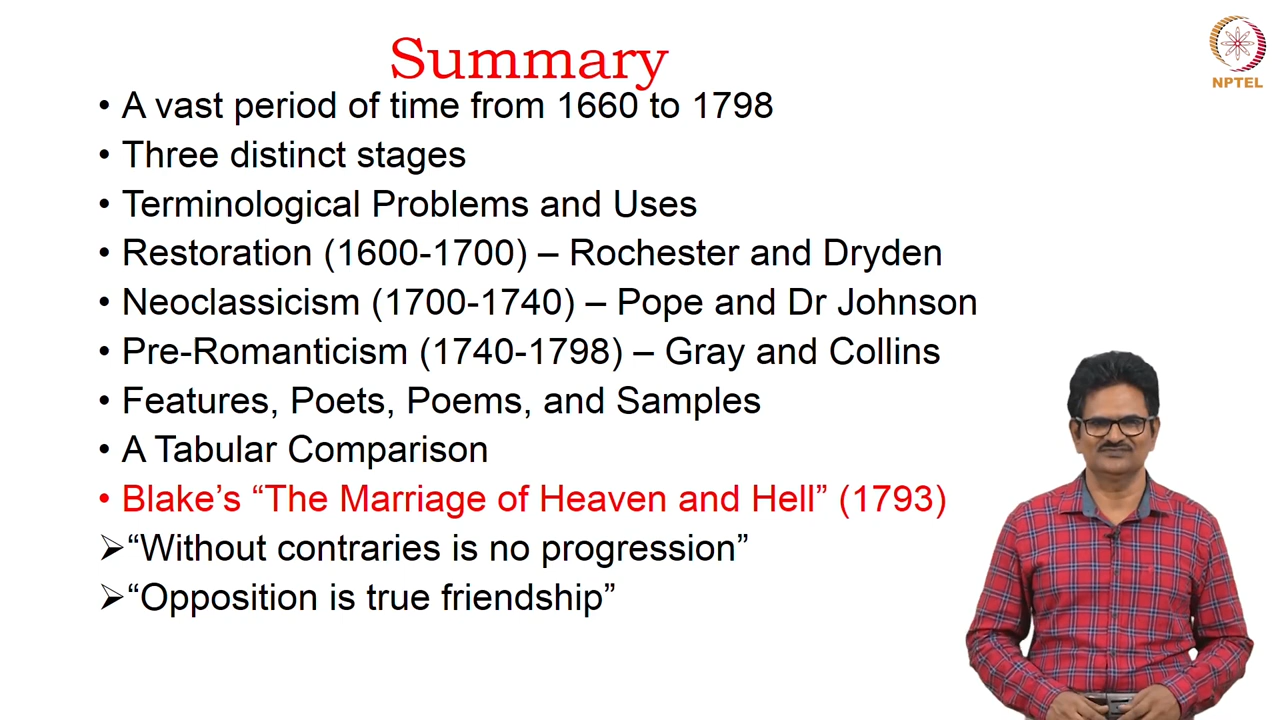 Summary
• A vast period of time from 1660 to 1798
• Three distinct stages
• Terminological Problems and Uses
• Restoration (1600-1700) – Rochester and Dryden
• Neoclassicism (1700-1740) – Pope and Dr Johnson
• Pre-Romanticism (1740-1798) – Gray and Collins
• Features, Poets, Poems, and Samples
• A Tabular Comparison
• Blake’s “The Marriage of Heaven and Hell” (1793)
➢“Without contraries is no progression”
➢“Opposition is true friendship”
NPTEL